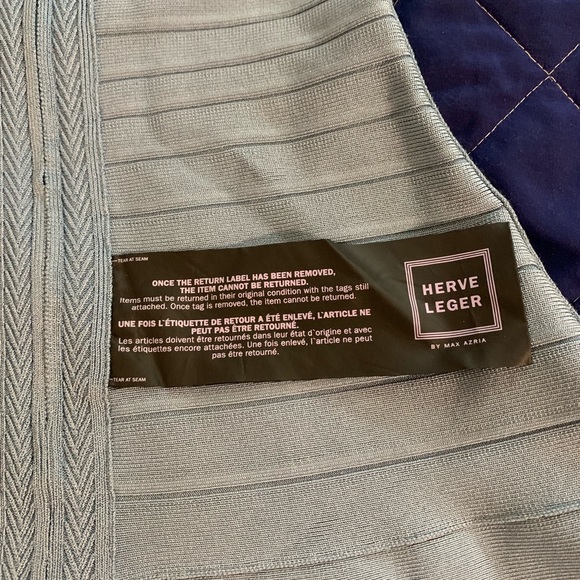 TEAR AT SEAM
ONCE THE RETURN LABEL HAS BEEN REMOVED,
THE ITEM CANNOT BE RETURNED.
Items must be returned in their original condition with the tags still
attached. Once tag is removed, the item cannot be returned.
UNE FOIS L'ÉTIQUETTE DE RETOUR A ÉTÉ ENLEVÉ, L'ARTICLE NE
PEUT PAS ÊTRE RETOURNÉ.
Les articles doivent être retournés dans leur état d'origine et avec
les étiquettes encore attachées. Une fois enlevé, l'article ne peut
pas être retourné.
TEAR AT SEAM
HERVE
LEGER
BY MAX AZRIA